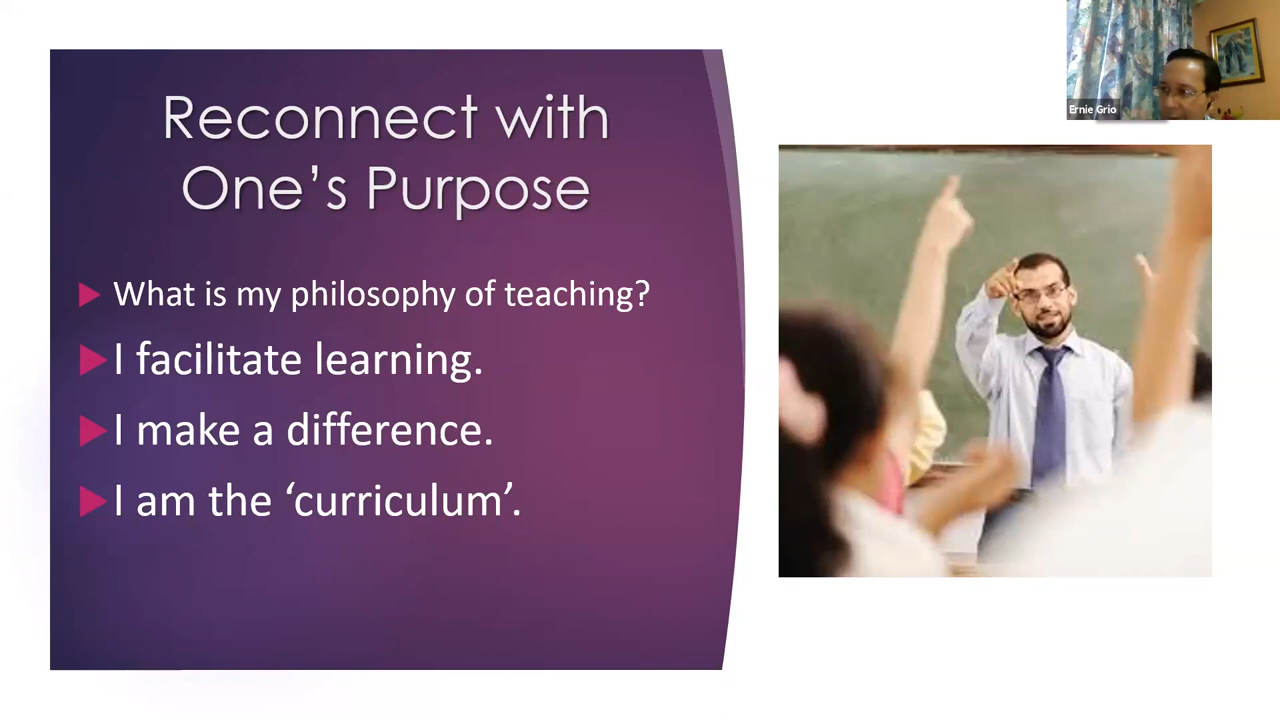 Reconnect with
One’s Purpose
What is my philosophy of teaching?
I facilitate learning.
I make a difference.
I am the ‘curriculum’.
Ernie Grio